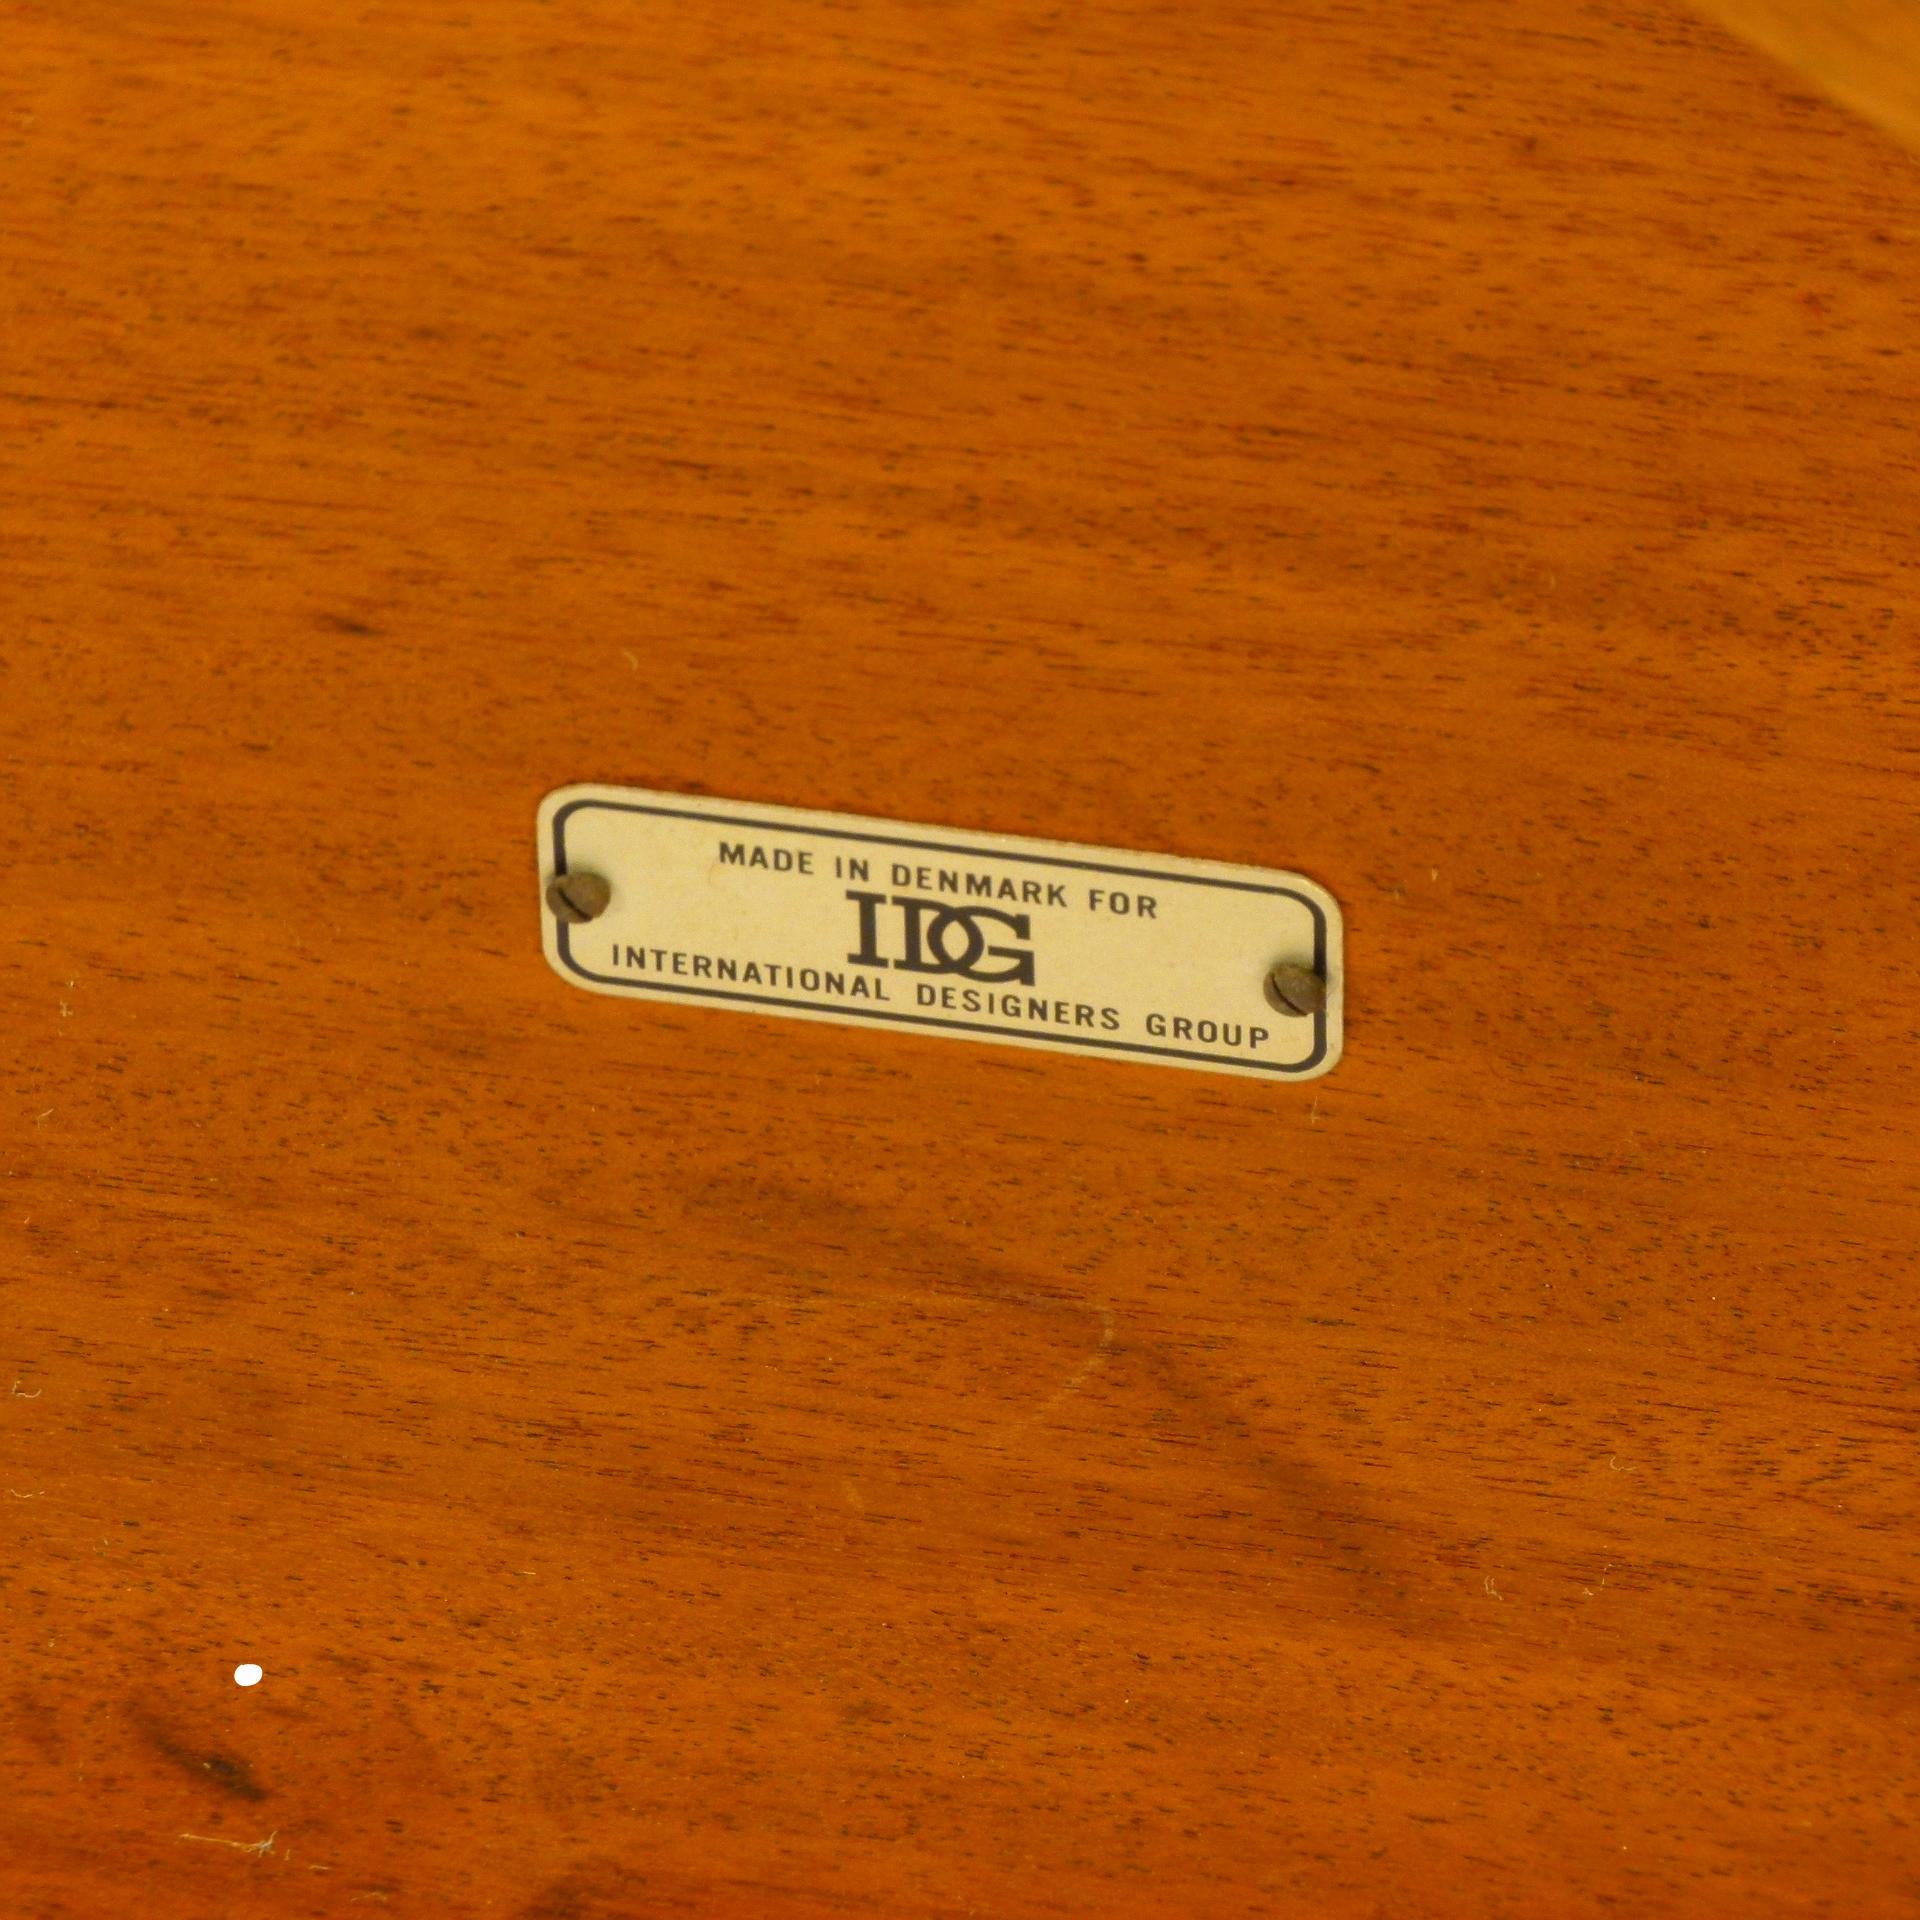 MADE IN DENMARK FOR
IDG
INTERNATIONAL DESIGNERS GROUP